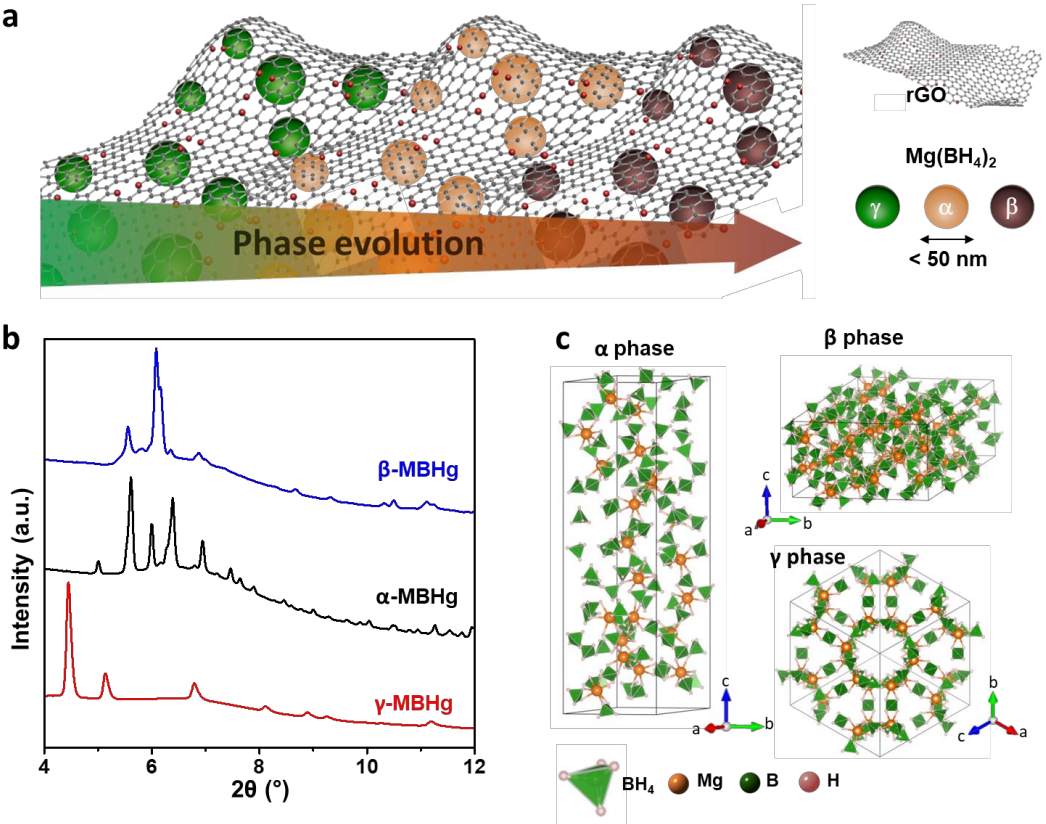 a
rGO
Mg(BH₄)₂
γ
α
β
< 50 nm
Phase evolution
b
Intensity (a.u.)
β-MBHg
α-MBHg
γ-MBHg
4
6
8
10
12
2θ (°)
c
α phase
β phase
γ phase
c
a
b
c
a
b
b
c
a
BH₄
Mg
B
H